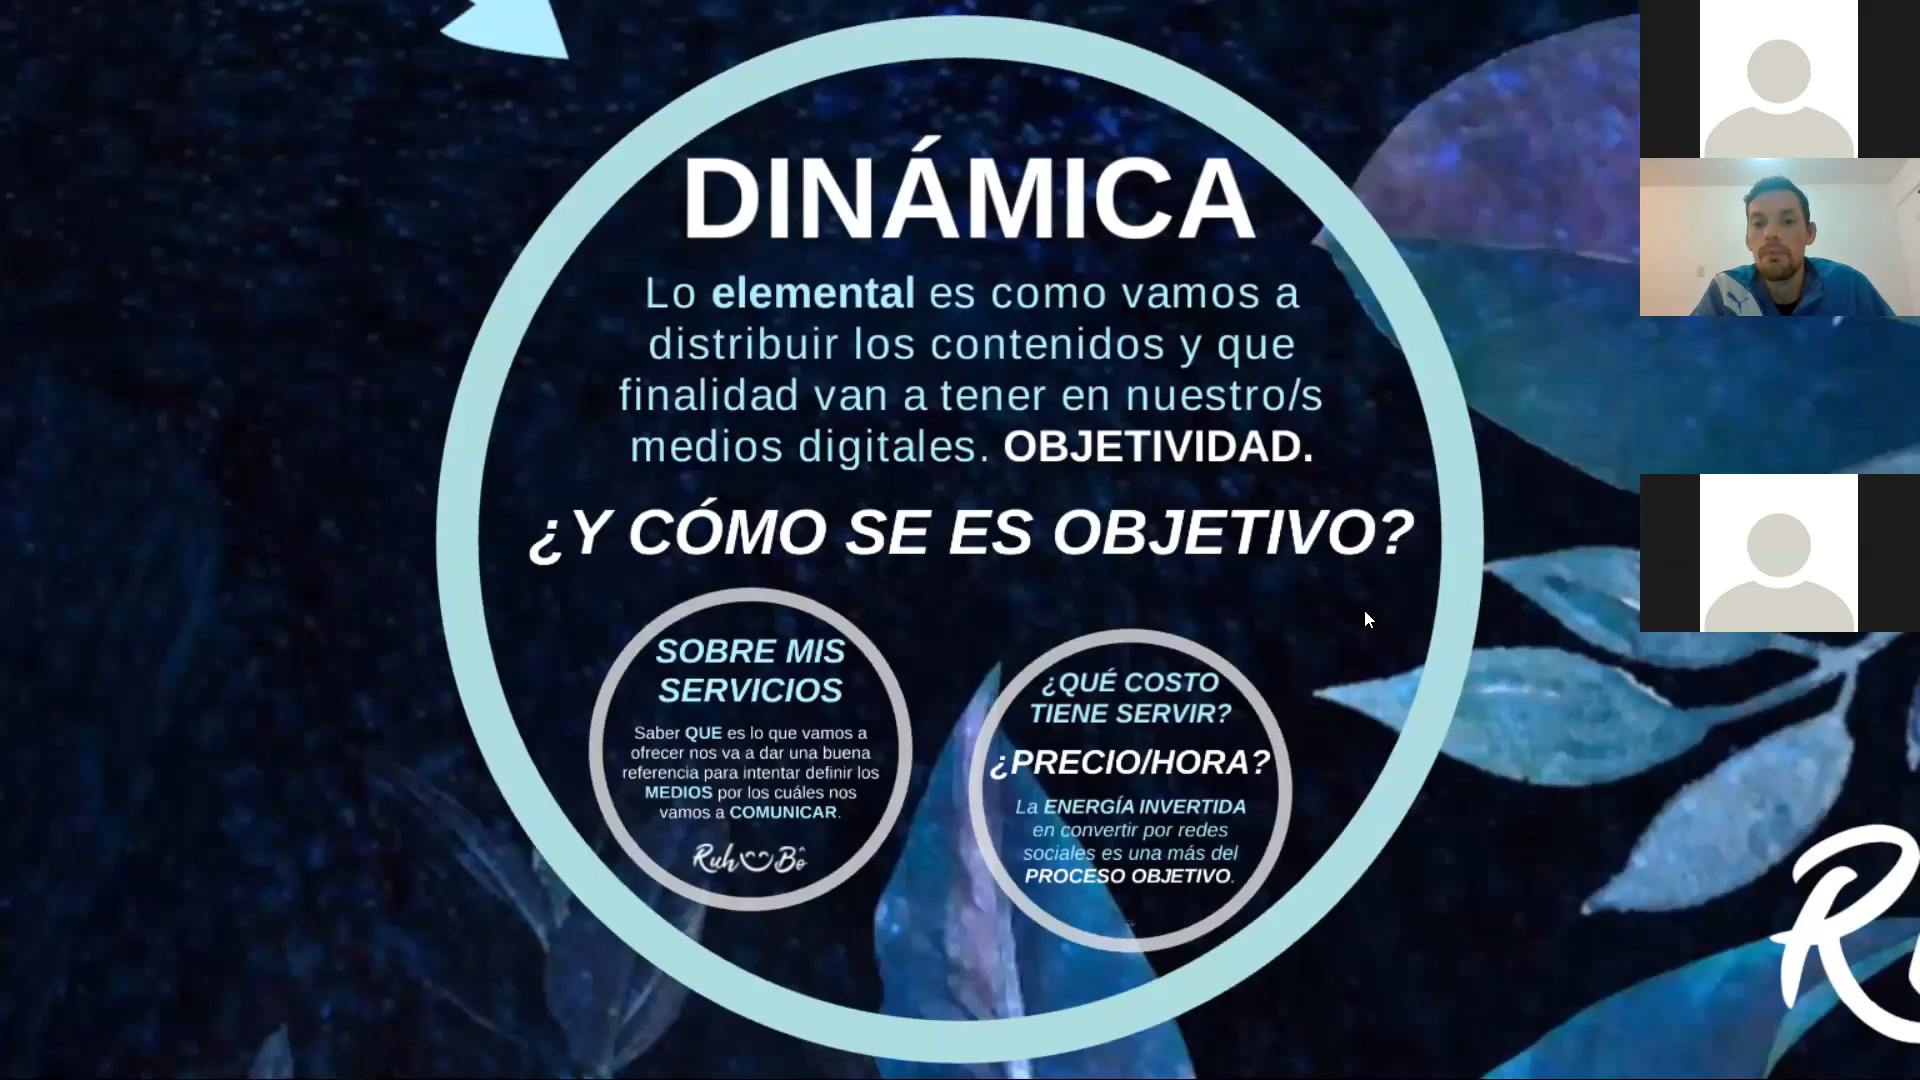 DINÁMICA
Lo elemental es como vamos a
distribuir los contenidos y que
finalidad van a tener en nuestro/s
medios digitales. OBJETIVIDAD.
¿Y CÓMO SE ES OBJETIVO?
SOBRE MIS
SERVICIOS
Saber QUE es lo que vamos a
ofrecer nos va a dar una buena
referencia para intentar definir los
MEDIOS por los cuáles nos
vamos a COMUNICAR.
Ruh Bô
¿QUÉ COSTO
TIENE SERVIR?
¿PRECIO/HORA?
La ENERGÍA INVERTIDA
en convertir por redes
sociales es una más del
PROCESO OBJETIVO.